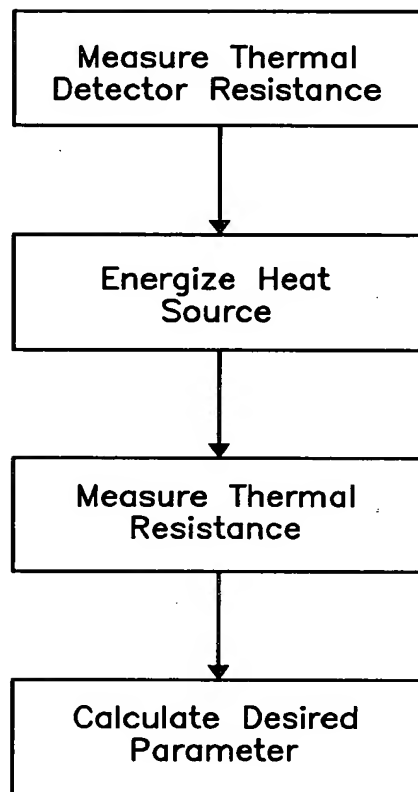 Measure Thermal
Detector Resistance
Energize Heat
Source
Measure Thermal
Resistance
Calculate Desired
Parameter